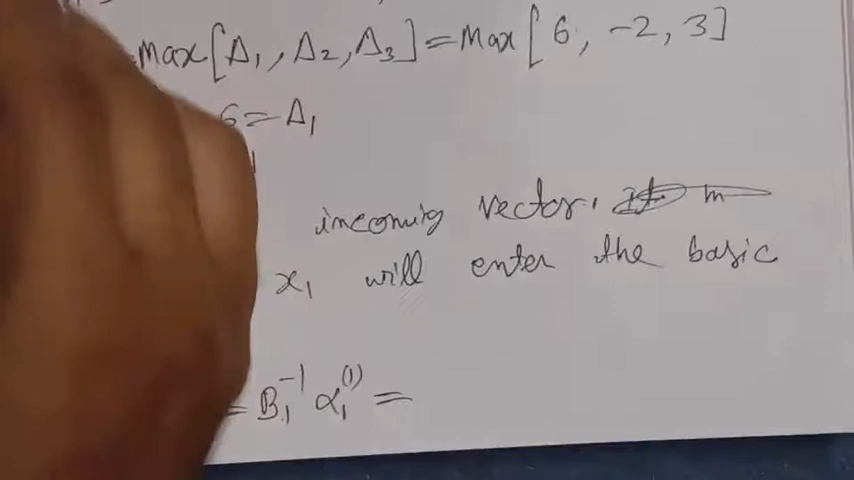 Max[Δ₁, Δ₂, Δ₃] = Max[6, -2, 3]
6 = Δ₁
incoming vector.
x₁ will enter the basic
= B₁⁻¹ α₁⁽¹⁾ =